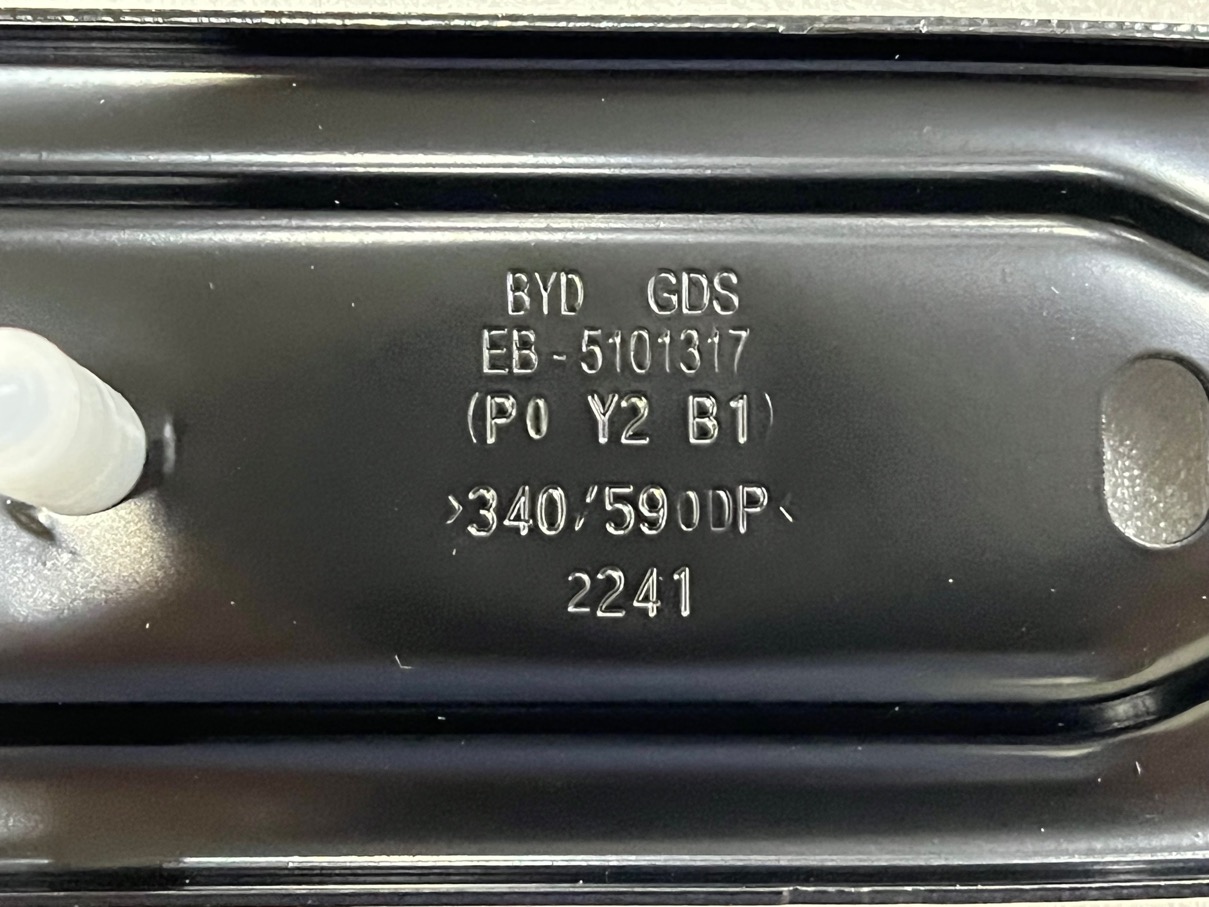 BYD GDS
EB-5101317
(P0 Y2 B1)
>340/590DP<
2241